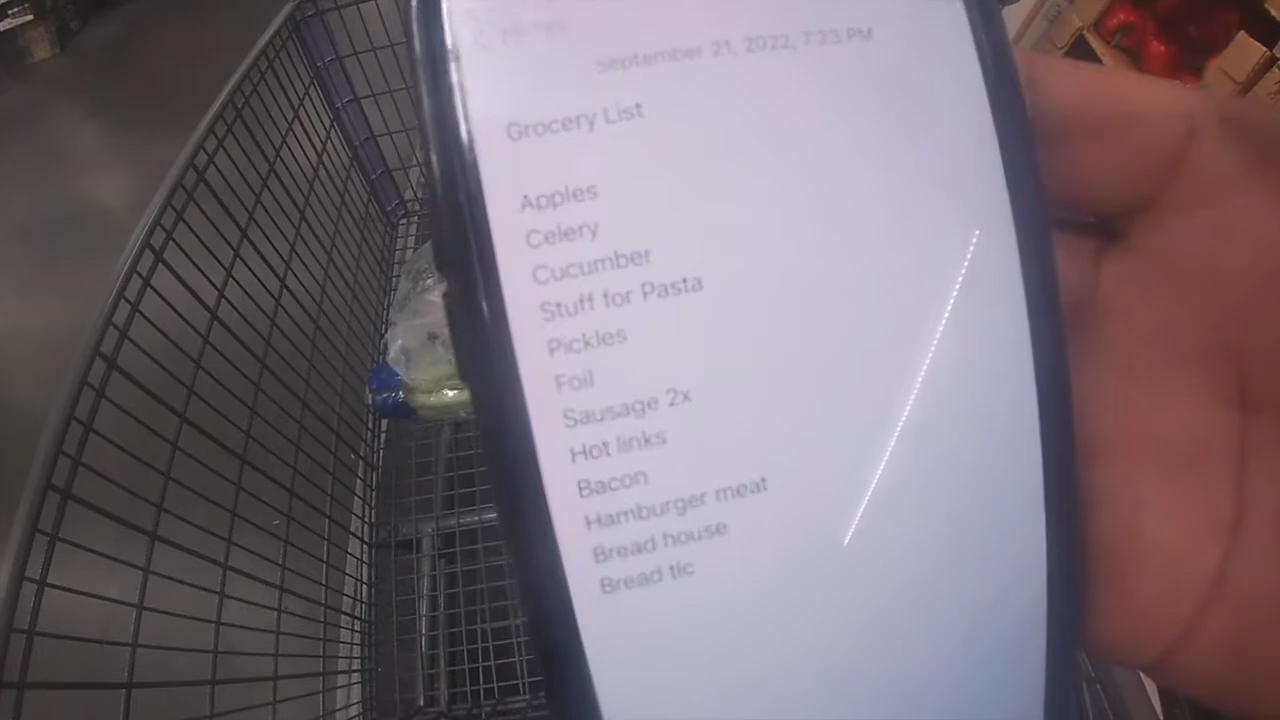 September 21, 2022, 7:33 PM
Grocery List
Apples
Celery
Cucumber
Stuff for Pasta
Pickles
Foil
Sausage 2x
Hot links
Bacon
Hamburger meat
Bread house
Bread tlc